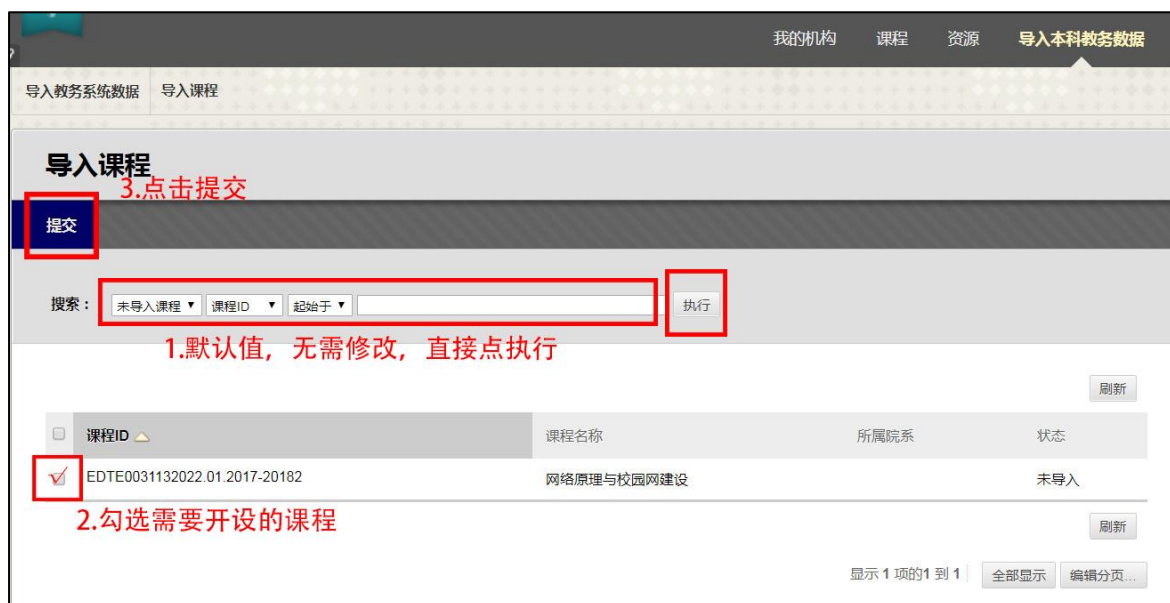 我的机构 课程 资源 导入本科教务数据
导入教务系统数据 导入课程
导入课程
3.点击提交
提交
搜索： 未导入课程 课程ID 起始于 执行
1.默认值，无需修改，直接点执行
刷新
课程ID 课程名称 所属院系 状态
EDTE0031132022.01.2017-20182 网络原理与校园网建设 未导入
2.勾选需要开设的课程
刷新
显示 1 项的1 到 1 全部显示 编辑分页...